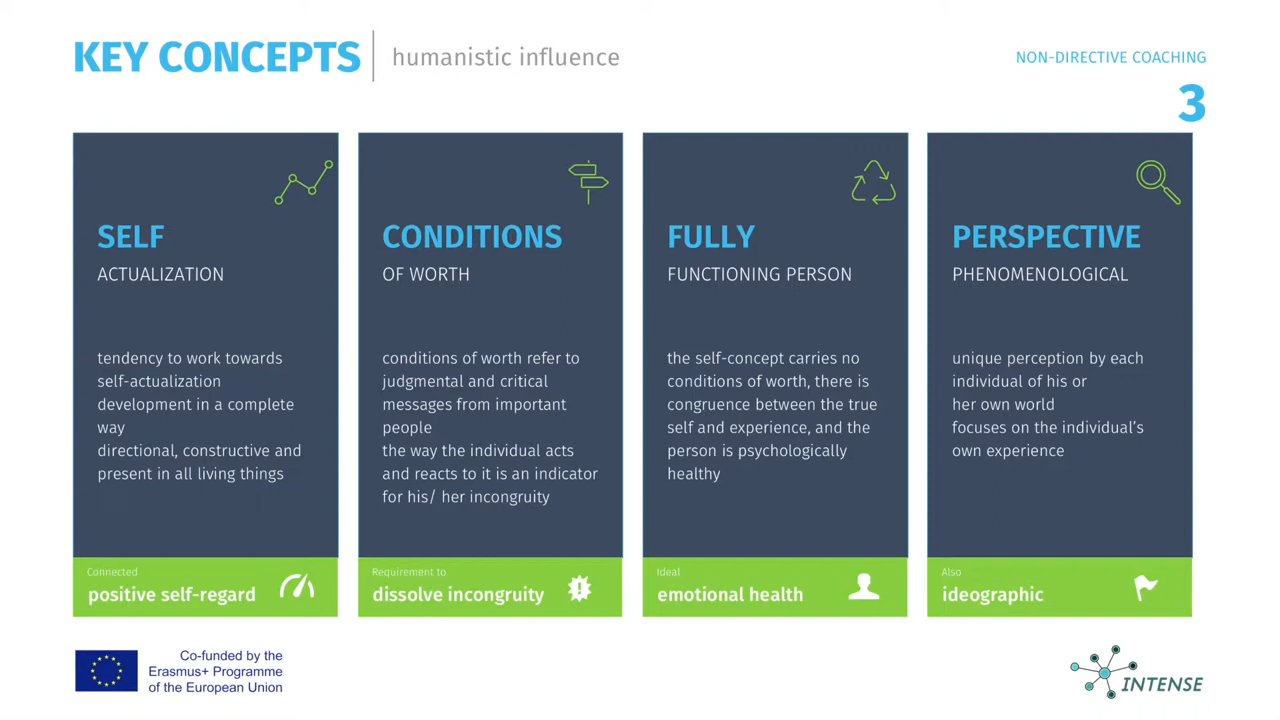 KEY CONCEPTS
humanistic influence
NON-DIRECTIVE COACHING
3
SELF
ACTUALIZATION
tendency to work towards
self-actualization
development in a complete
way
directional, constructive and
present in all living things
Connected
positive self-regard
CONDITIONS
OF WORTH
conditions of worth refer to
judgmental and critical
messages from important
people
the way the individual acts
and reacts to it is an indicator
for his/ her incongruity
Requirement to
dissolve incongruity
FULLY
FUNCTIONING PERSON
the self-concept carries no
conditions of worth, there is
congruence between the true
self and experience, and the
person is psychologically
healthy
Ideal
emotional health
PERSPECTIVE
PHENOMENOLOGICAL
unique perception by each
individual of his or
her own world
focuses on the individual's
own experience
Also
ideographic
Co-funded by the
Erasmus+ Programme
of the European Union
INTENSE